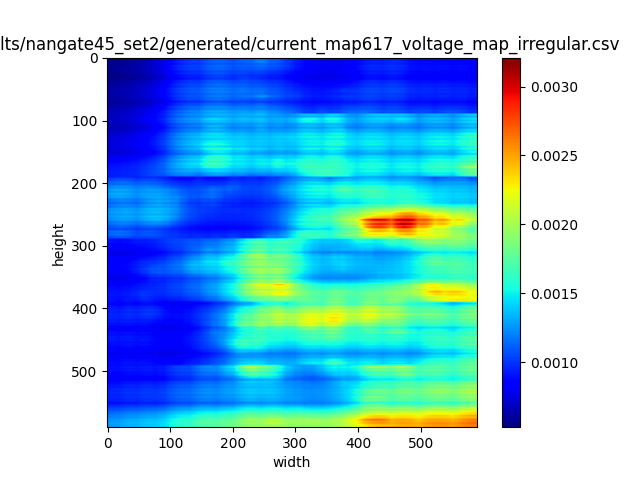 lts/nangate45_set2/generated/current_map617_voltage_map_irregular.csv
0
100
200
300
400
500
height
0 100 200 300 400 500
width
0.0030
0.0025
0.0020
0.0015
0.0010